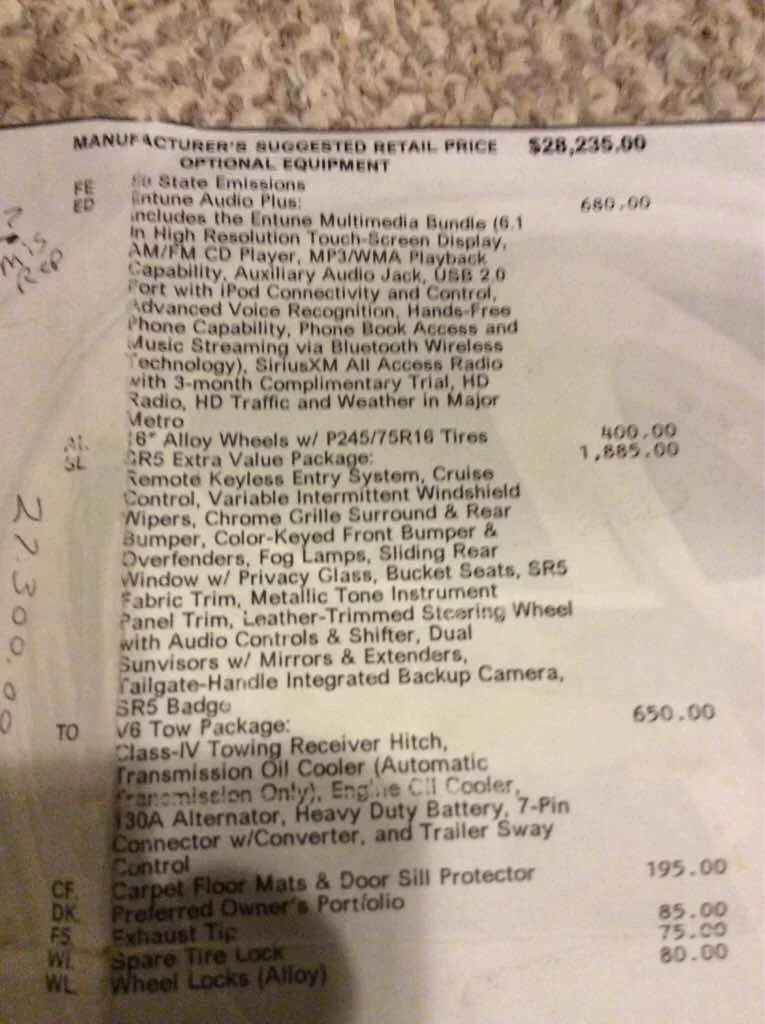 MANUFACTURER'S SUGGESTED RETAIL PRICE $28,235.00
OPTIONAL EQUIPMENT
FE 50 State Emissions
ED Entune Audio Plus: 680.00
includes the Entune Multimedia Bundle (6.1
In High Resolution Touch-Screen Display,
AM/FM CD Player, MP3/WMA Playback
Capability, Auxiliary Audio Jack, USB 2.0
Port with iPod Connectivity and Control,
Advanced Voice Recognition, Hands-Free
Phone Capability, Phone Book Access and
Music Streaming via Bluetooth Wireless
Technology), SiriusXM All Access Radio
with 3-month Complimentary Trial, HD
Radio, HD Traffic and Weather in Major
Metro
AL 16" Alloy Wheels w/ P245/75R16 Tires 400.00
SL SR5 Extra Value Package: 1,885.00
Remote Keyless Entry System, Cruise
Control, Variable Intermittent Windshield
Wipers, Chrome Grille Surround & Rear
Bumper, Color-Keyed Front Bumper &
Overfenders, Fog Lamps, Sliding Rear
Window w/ Privacy Glass, Bucket Seats, SR5
Fabric Trim, Metallic Tone Instrument
Panel Trim, Leather-Trimmed Steering Wheel
with Audio Controls & Shifter, Dual
Sunvisors w/ Mirrors & Extenders,
Tailgate-Handle Integrated Backup Camera,
SR5 Badge
TO V6 Tow Package: 650.00
Class-IV Towing Receiver Hitch,
Transmission Oil Cooler (Automatic
Transmission Only), Engine Oil Cooler,
130A Alternator, Heavy Duty Battery, 7-Pin
Connector w/Converter, and Trailer Sway
Control
CF Carpet Floor Mats & Door Sill Protector 195.00
DK Preferred Owner's Portfolio
F5 Exhaust Tip 85.00
WI Spare Tire Lock 75.00
WL Wheel Locks (Alloy) 80.00
27.300.00